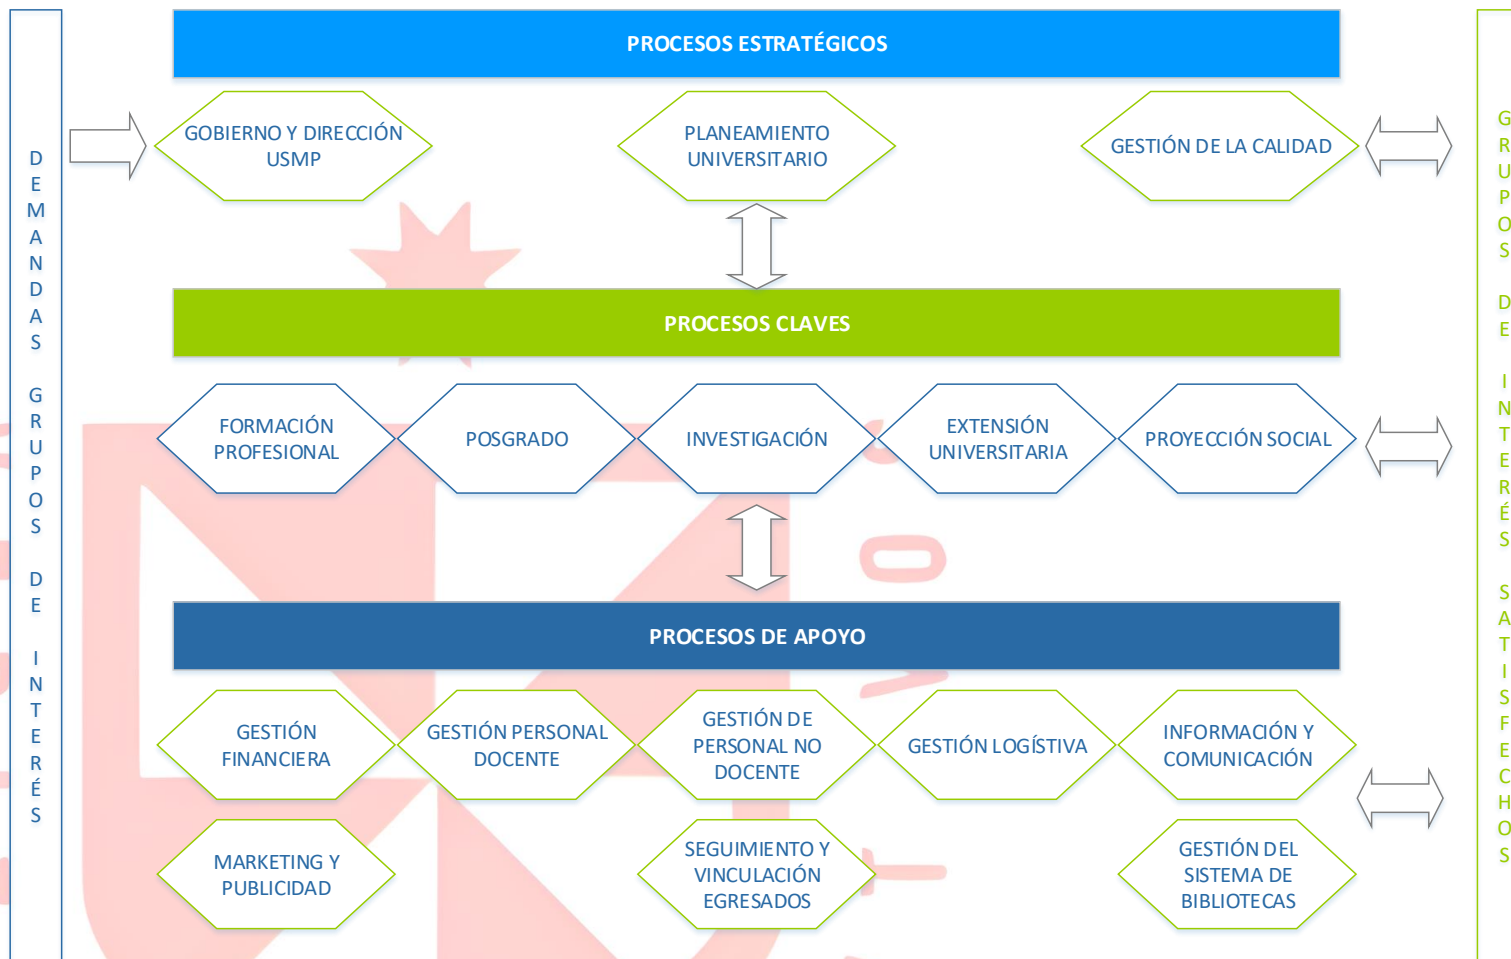 DEMANDAS GRUPOS DE INTERÉS
PROCESOS ESTRATÉGICOS
GOBIERNO Y DIRECCIÓN
USMP
PLANEAMIENTO
UNIVERSITARIO
GESTIÓN DE LA CALIDAD
PROCESOS CLAVES
FORMACIÓN
PROFESIONAL
POSGRADO
INVESTIGACIÓN
EXTENSIÓN
UNIVERSITARIA
PROYECCIÓN SOCIAL
PROCESOS DE APOYO
GESTIÓN
FINANCIERA
GESTIÓN PERSONAL
DOCENTE
GESTIÓN DE
PERSONAL NO
DOCENTE
GESTIÓN LOGÍSTIVA
INFORMACIÓN Y
COMUNICACIÓN
MARKETING Y
PUBLICIDAD
SEGUIMIENTO Y
VINCULACIÓN
EGRESADOS
GESTIÓN DEL
SISTEMA DE
BIBLIOTECAS
GRUPOS DE INTERÉS SATISFECHOS